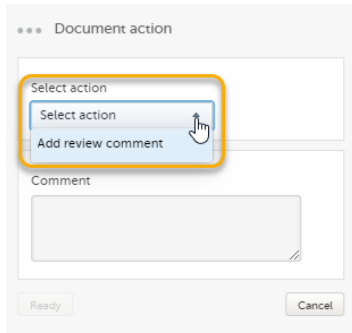 Document action
Select action
Select action
Add review comment
Comment
Ready
Cancel